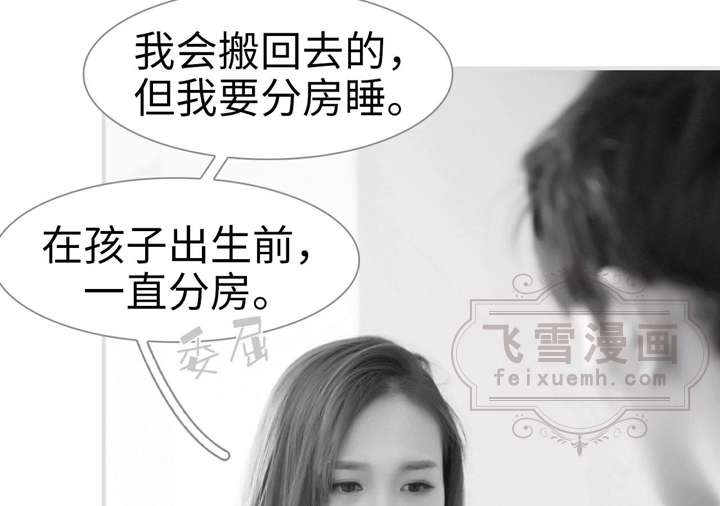 我会搬回去的，
但我要分房睡。
在孩子出生前，
一直分房。
委屈
飞雪漫画
feixuemh.com